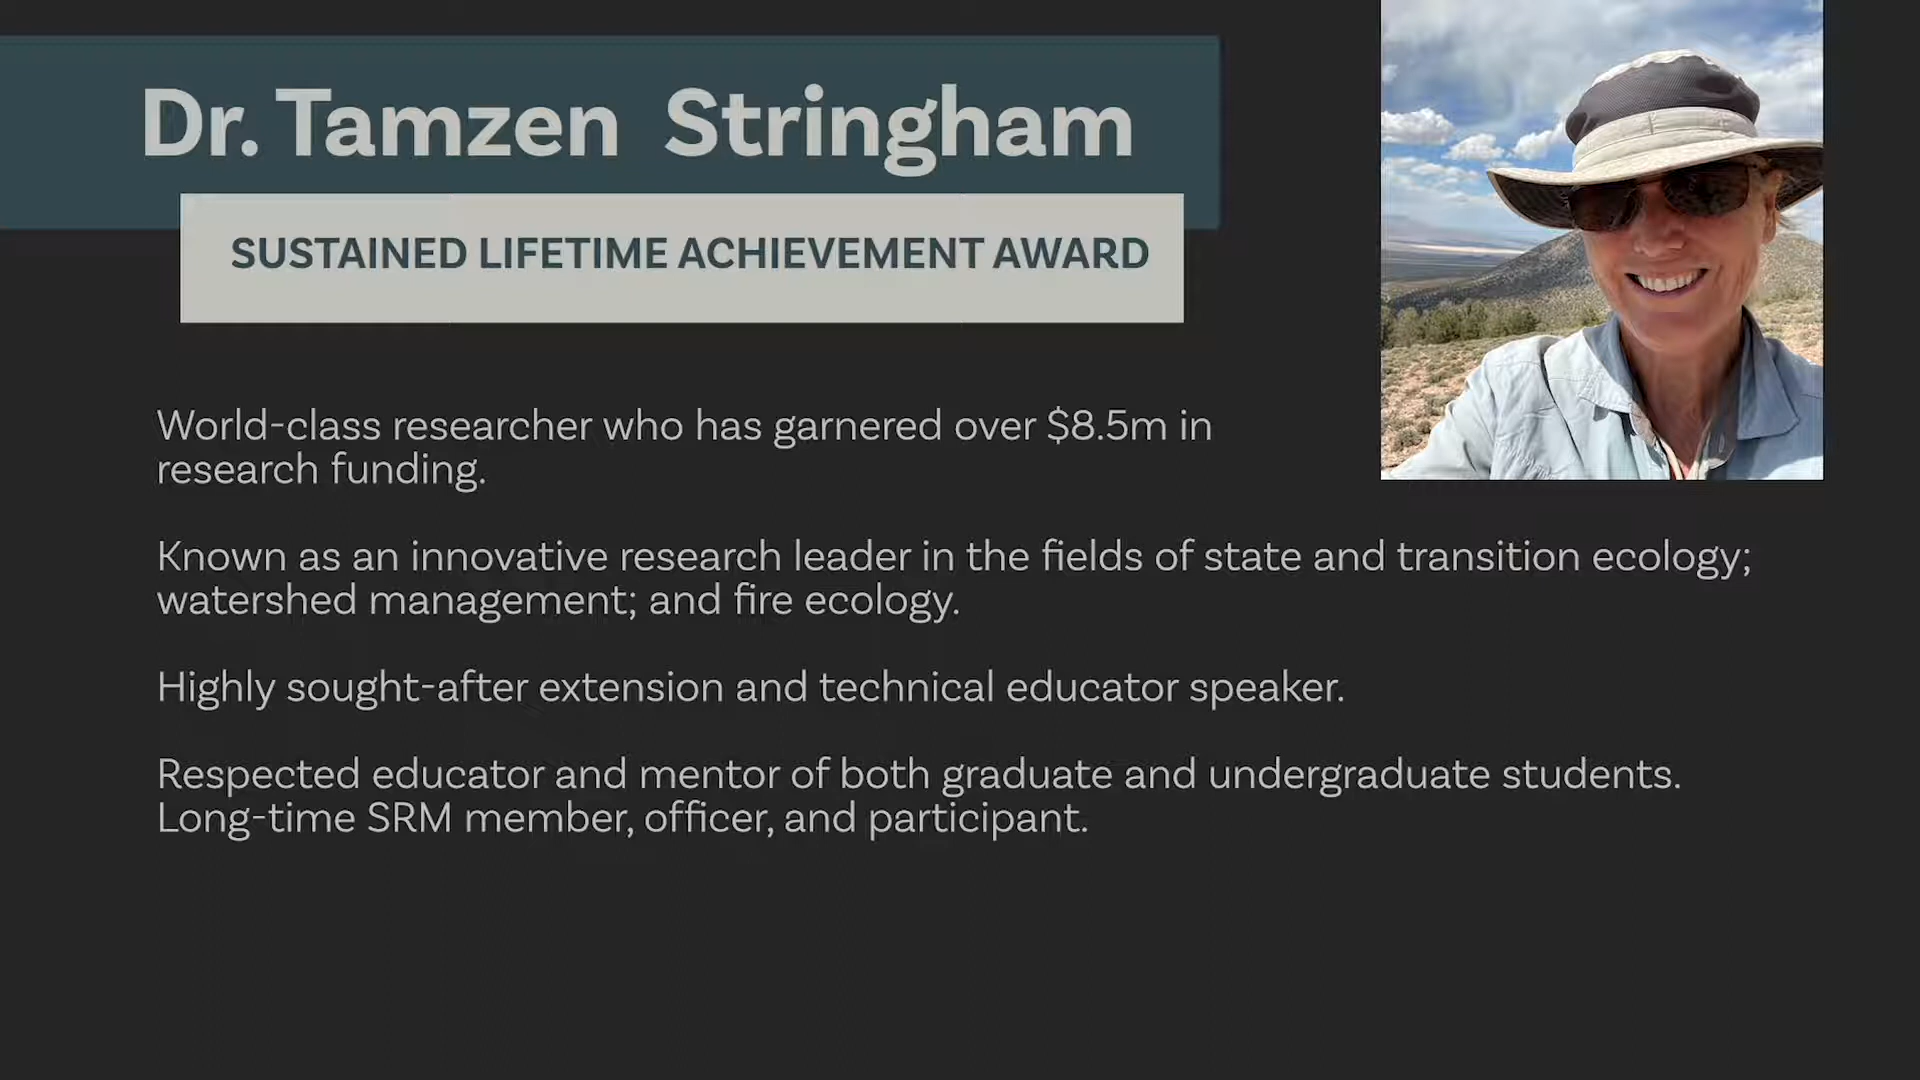 Dr. Tamzen Stringham
SUSTAINED LIFETIME ACHIEVEMENT AWARD
World-class researcher who has garnered over $8.5m in
research funding.
Known as an innovative research leader in the fields of state and transition ecology;
watershed management; and fire ecology.
Highly sought-after extension and technical educator speaker.
Respected educator and mentor of both graduate and undergraduate students.
Long-time SRM member, officer, and participant.